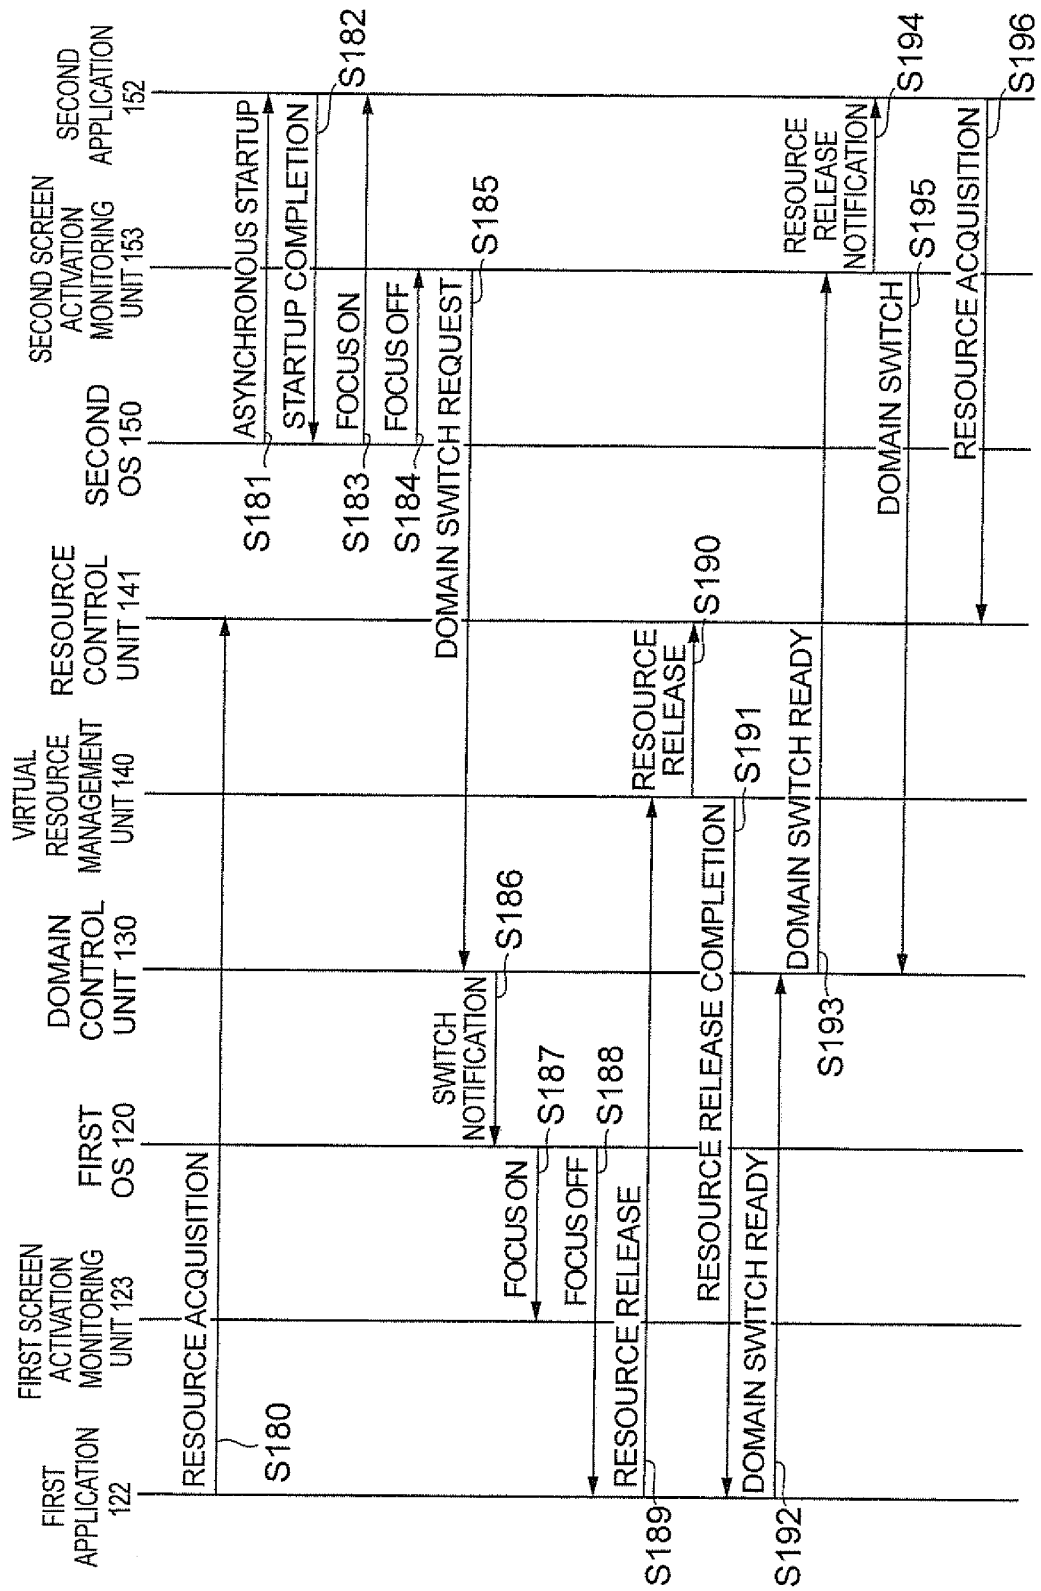 FIRST
APPLICATION
122
FIRST SCREEN
ACTIVATION
MONITORING
UNIT 123
FIRST
OS 120
DOMAIN
CONTROL
UNIT 130
VIRTUAL
RESOURCE
MANAGEMENT
UNIT 140
RESOURCE
CONTROL
UNIT 141
SECOND
OS 150
SECOND SCREEN
ACTIVATION
MONITORING
UNIT 153
SECOND
APPLICATION
152
RESOURCE ACQUISITION
S180
ASYNCHRONOUS STARTUP
S181
STARTUP COMPLETION
S182
FOCUS ON
S183
FOCUS OFF
S184
DOMAIN SWITCH REQUEST
S185
SWITCH
NOTIFICATION
S186
FOCUS ON
S187
FOCUS OFF
S188
RESOURCE RELEASE
S189
RESOURCE
RELEASE
S190
RESOURCE RELEASE COMPLETION
S191
DOMAIN SWITCH READY
S192
DOMAIN SWITCH READY
S193
RESOURCE
RELEASE
NOTIFICATION
S194
DOMAIN SWITCH
S195
RESOURCE ACQUISITION
S196